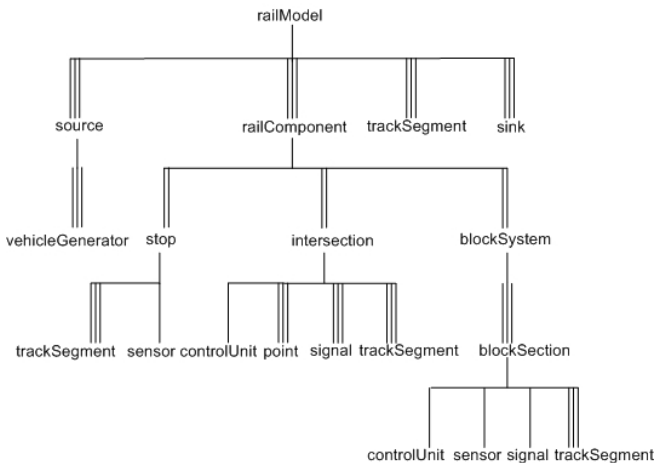 railModel
source railComponent trackSegment sink
vehicleGenerator stop intersection blockSystem
trackSegment sensor controlUnit point signal trackSegment blockSection
controlUnit sensor signal trackSegment